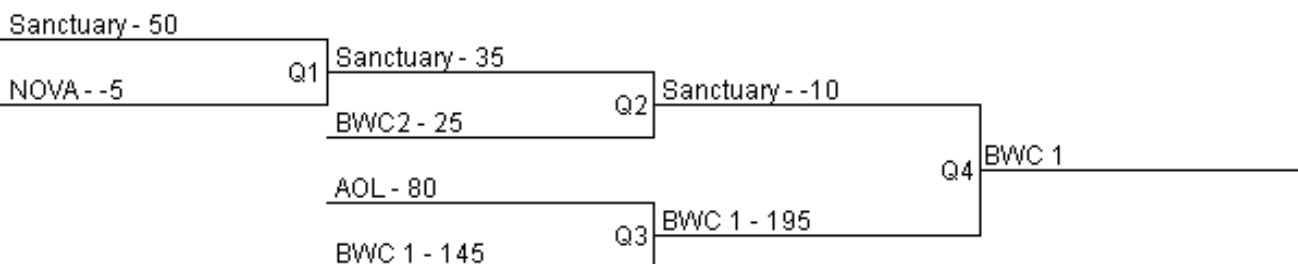 Sanctuary - 50
Q1
NOVA - -5
Sanctuary - 35
Q2
BWC2 - 25
Sanctuary - -10
Q4
BWC 1
AOL - 80
Q3
BWC 1 - 145
BWC 1 - 195